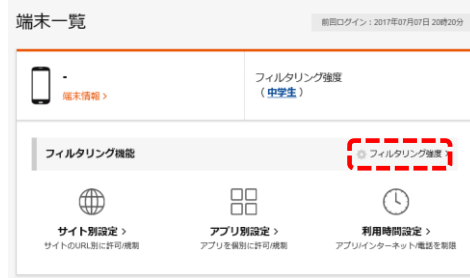 端末一覧
前回ログイン：2017年07月07日 20時20分
-
端末情報 >
フィルタリング強度
（中学生）
フィルタリング機能
フィルタリング強度 >
サイト別設定 >
サイトのURL別に許可/規制
アプリ別設定 >
アプリを個別に許可/規制
利用時間設定 >
アプリ/インターネット/電話を制限